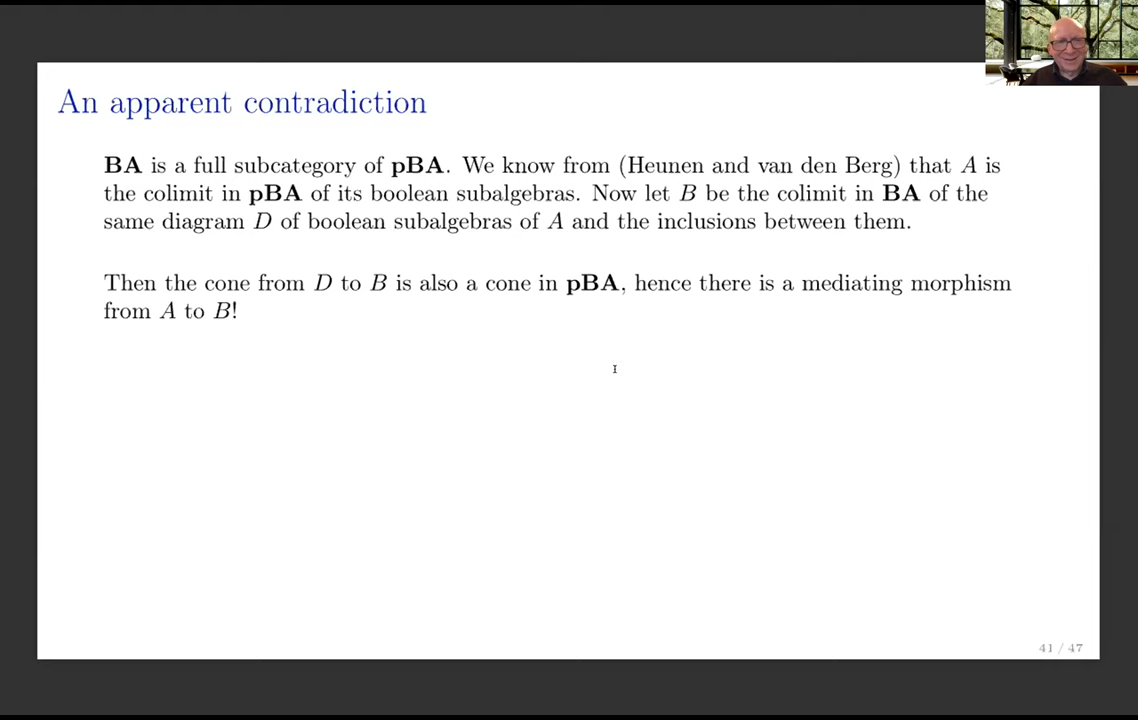 An apparent contradiction
BA is a full subcategory of pBA. We know from (Heunen and van den Berg) that A is
the colimit in pBA of its boolean subalgebras. Now let B be the colimit in BA of the
same diagram D of boolean subalgebras of A and the inclusions between them.
Then the cone from D to B is also a cone in pBA, hence there is a mediating morphism
from A to B!
41 / 47